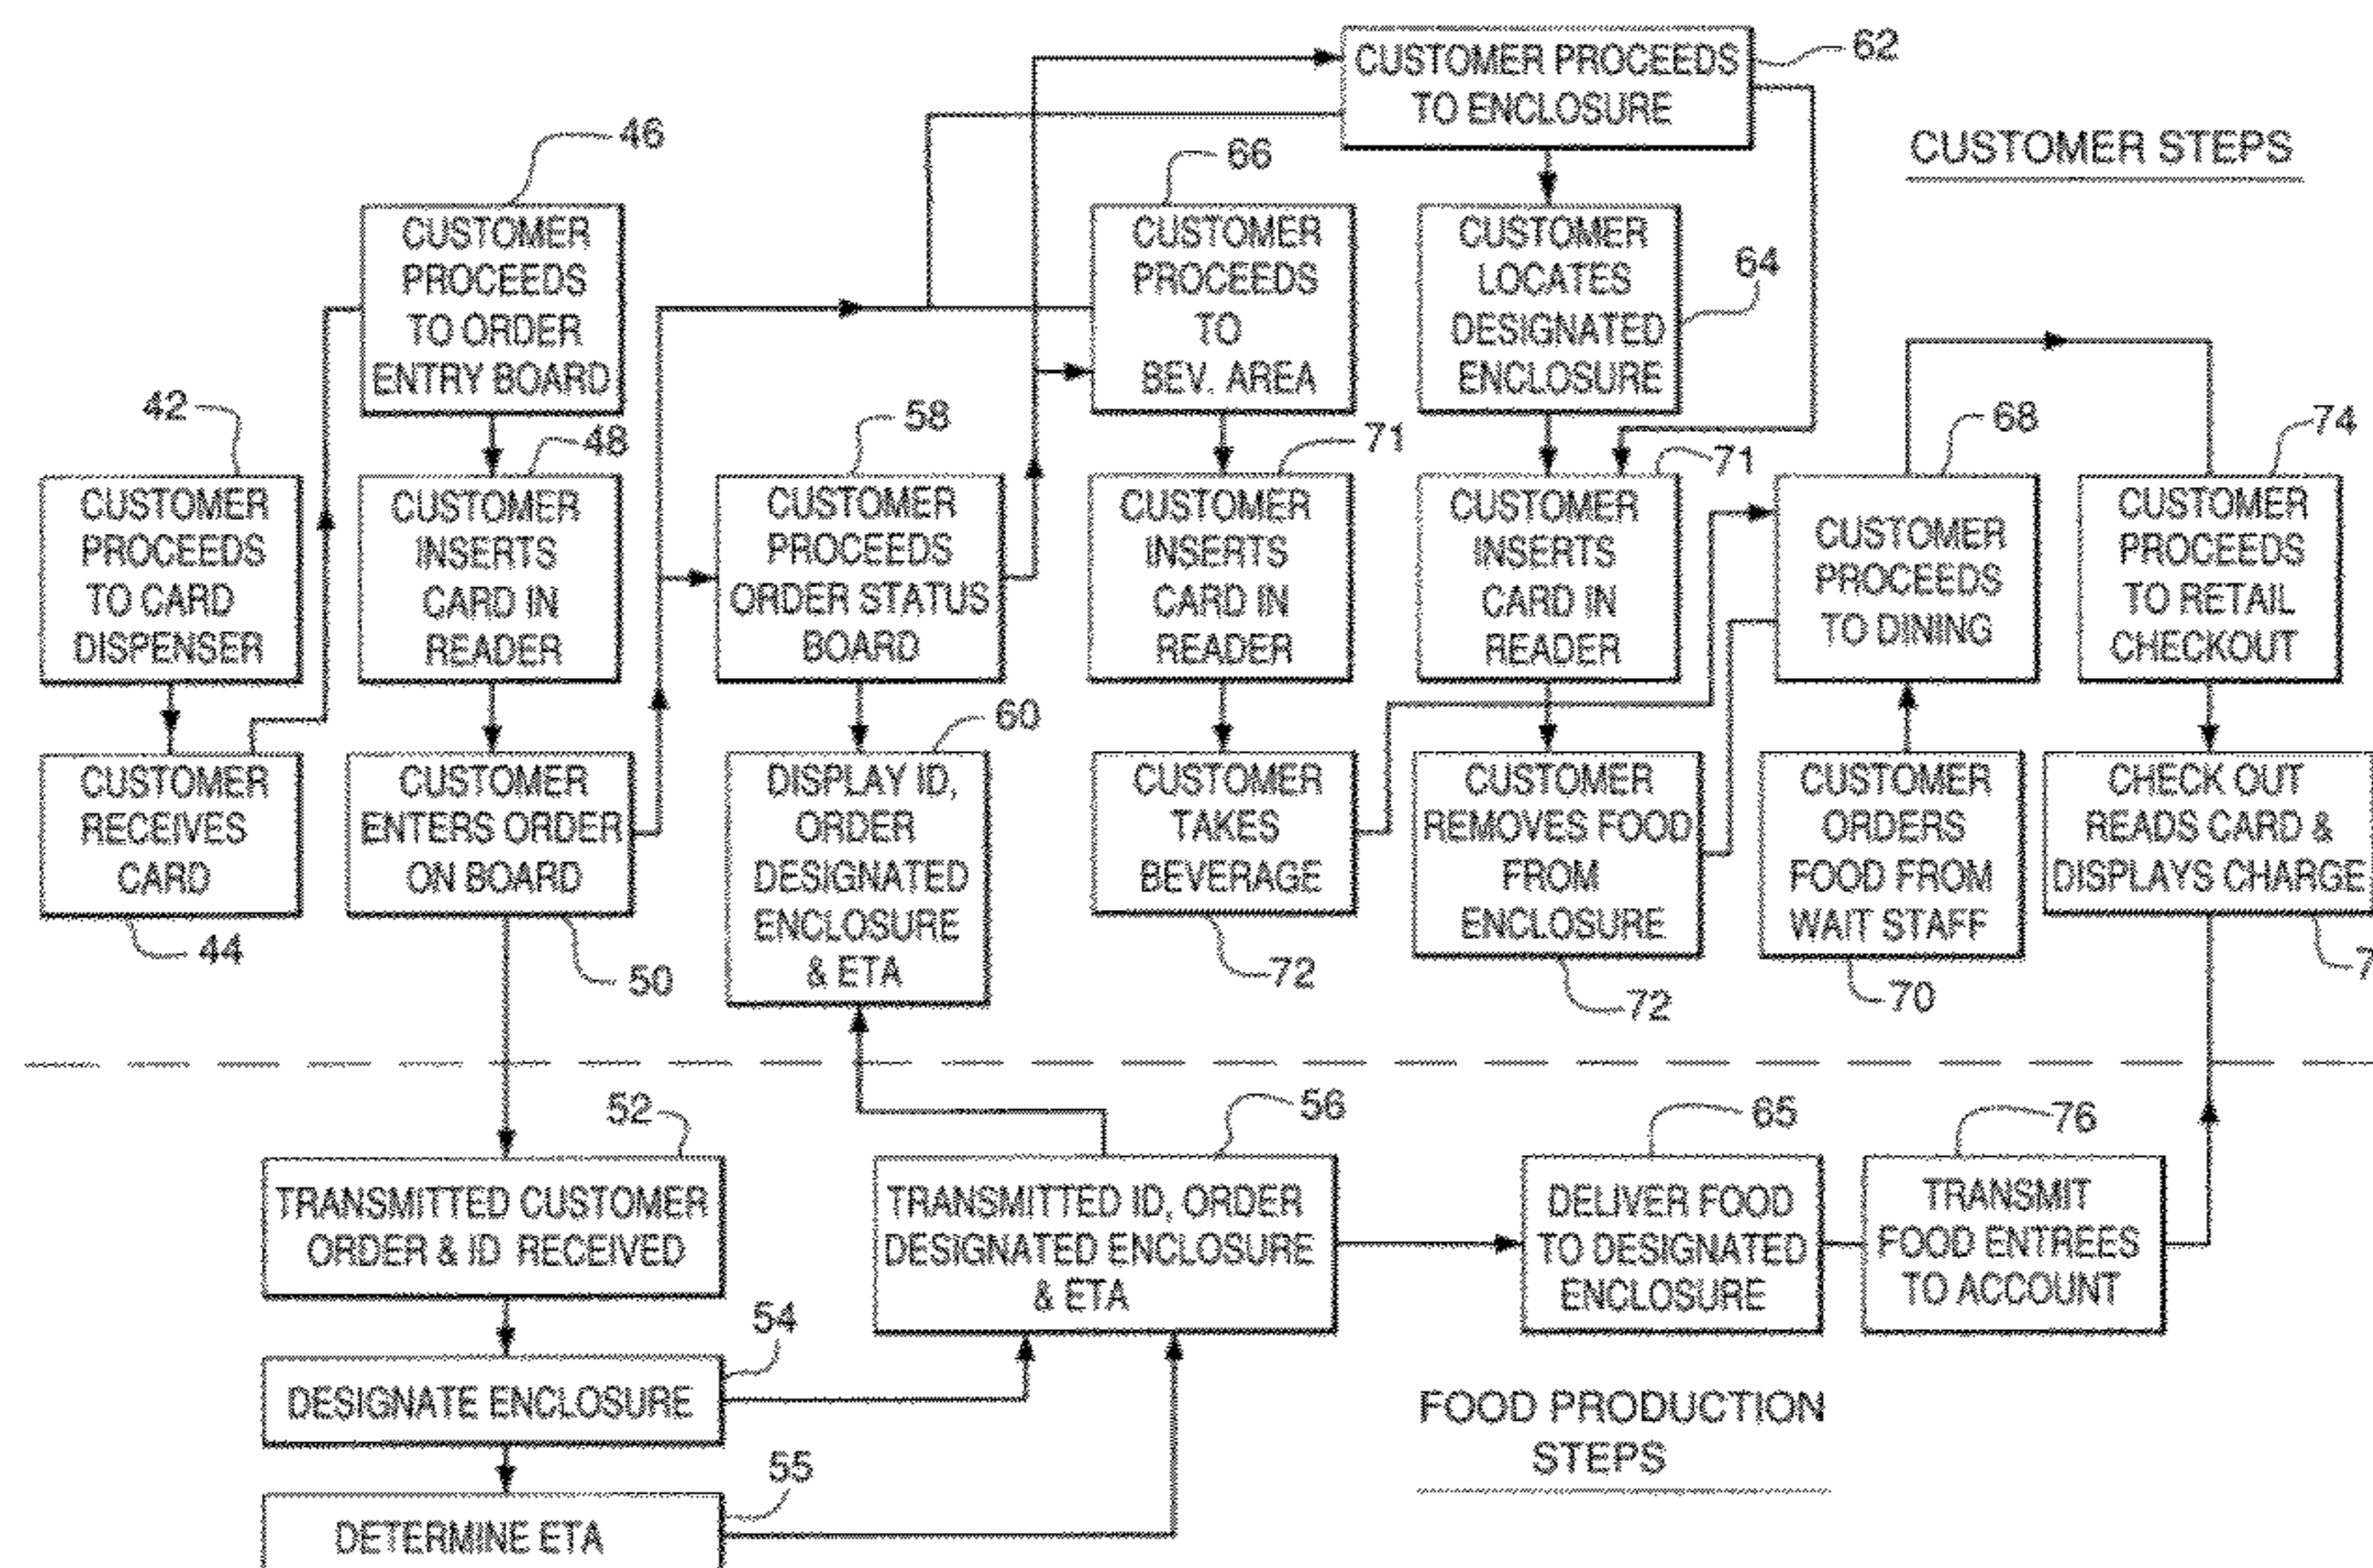 CUSTOMER PROCEEDS
TO ENCLOSURE
62
CUSTOMER STEPS
46
66
CUSTOMER
PROCEEDS
TO ORDER
ENTRY BOARD
CUSTOMER
PROCEEDS
TO
BEV. AREA
CUSTOMER
LOCATES
DESIGNATED
ENCLOSURE
64
42
48
58
71
71
68
74
CUSTOMER
PROCEEDS
TO CARD
DISPENSER
CUSTOMER
INSERTS
CARD IN
READER
CUSTOMER
PROCEEDS
ORDER STATUS
BOARD
CUSTOMER
INSERTS
CARD IN
READER
CUSTOMER
INSERTS
CARD IN
READER
CUSTOMER
PROCEEDS
TO DINING
CUSTOMER
PROCEEDS
TO RETAIL
CHECKOUT
60
CUSTOMER
RECEIVES
CARD
CUSTOMER
ENTERS ORDER
ON BOARD
DISPLAY ID,
ORDER
DESIGNATED
ENCLOSURE
& ETA
CUSTOMER
TAKES
BEVERAGE
CUSTOMER
REMOVES FOOD
FROM
ENCLOSURE
CUSTOMER
ORDERS
FOOD FROM
WAIT STAFF
CHECK OUT
READS CARD &
DISPLAYS CHARGE
44
50
72
72
70
52
56
65
76
TRANSMITTED CUSTOMER
ORDER & ID RECEIVED
TRANSMITTED ID, ORDER
DESIGNATED ENCLOSURE
& ETA
DELIVER FOOD
TO DESIGNATED
ENCLOSURE
TRANSMIT
FOOD ENTREES
TO ACCOUNT
54
DESIGNATE ENCLOSURE
FOOD PRODUCTION
STEPS
55
DETERMINE ETA